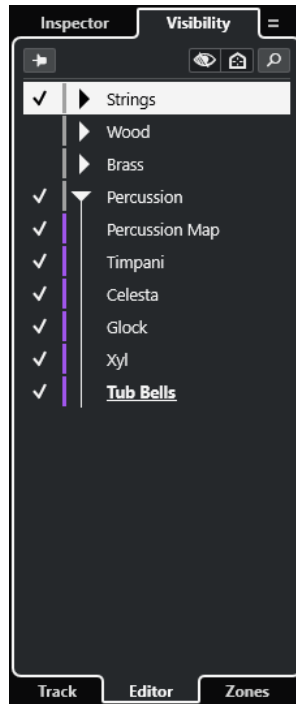 Inspector Visibility
Strings
Wood
Brass
Percussion
Percussion Map
Timpani
Celesta
Glock
Xyl
Tub Bells
Track Editor Zones